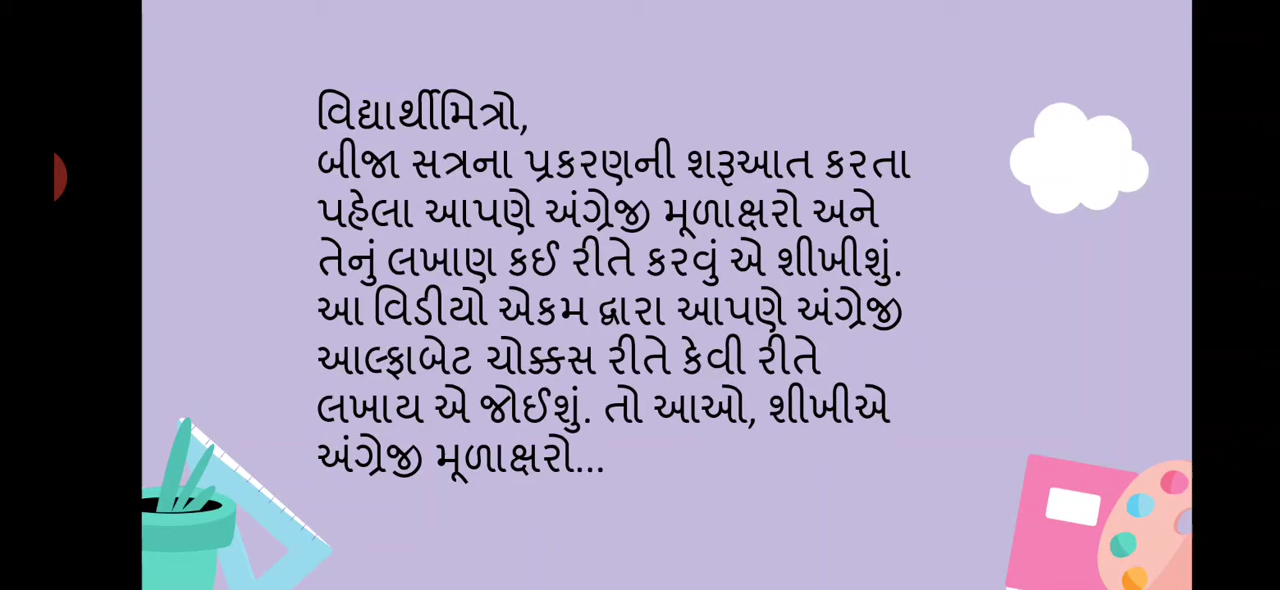 વિદ્યાર્થીમિત્રો,
બીજા સત્રના પ્રકરણની શરૂઆત કરતા
પહેલા આપણે અંગ્રેજી મૂળાક્ષરો અને
તેનું લખાણ કઈ રીતે કરવું એ શીખીશું.
આ વિડીયો એકમ દ્વારા આપણે અંગ્રેજી
આલ્ફાબેટ ચોક્કસ રીતે કેવી રીતે
લખાય એ જોઈશું. તો આઓ, શીખીએ
અંગ્રેજી મૂળાક્ષરો...